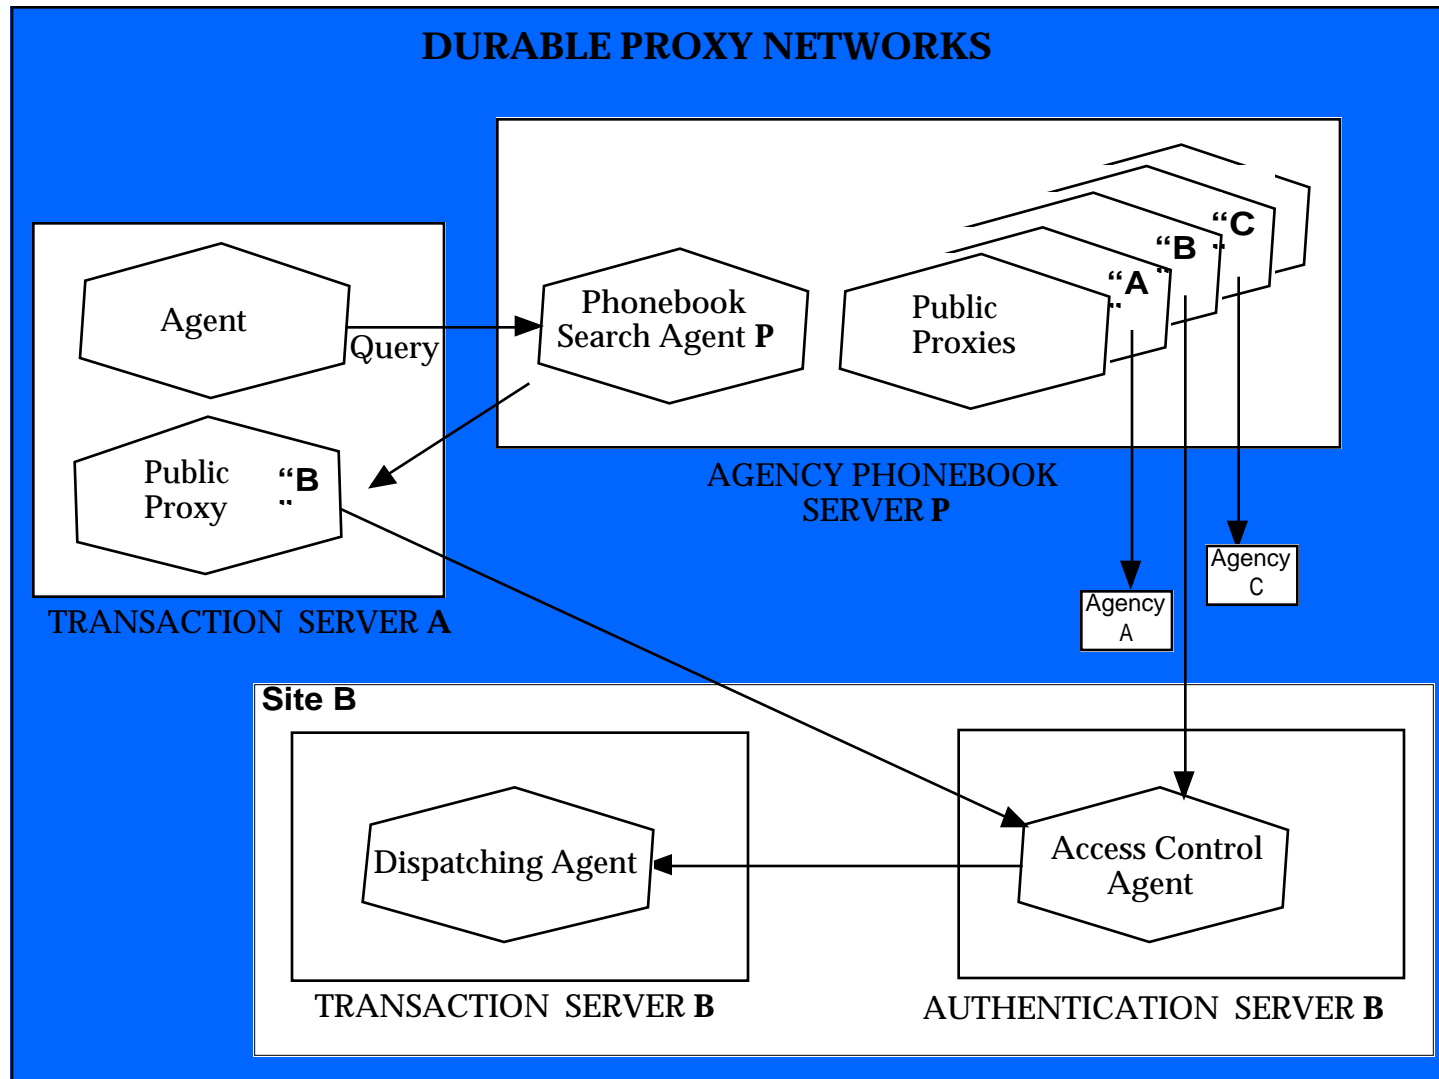 DURABLE PROXY NETWORKS
Agent
Query
Phonebook
Search Agent P
Public
Proxies
“A
”
“B
”
“C
”
Public
Proxy
“B
”
AGENCY PHONEBOOK
SERVER P
TRANSACTION SERVER A
Agency
A
Agency
C
Site B
Dispatching Agent
Access Control
Agent
TRANSACTION SERVER B
AUTHENTICATION SERVER B